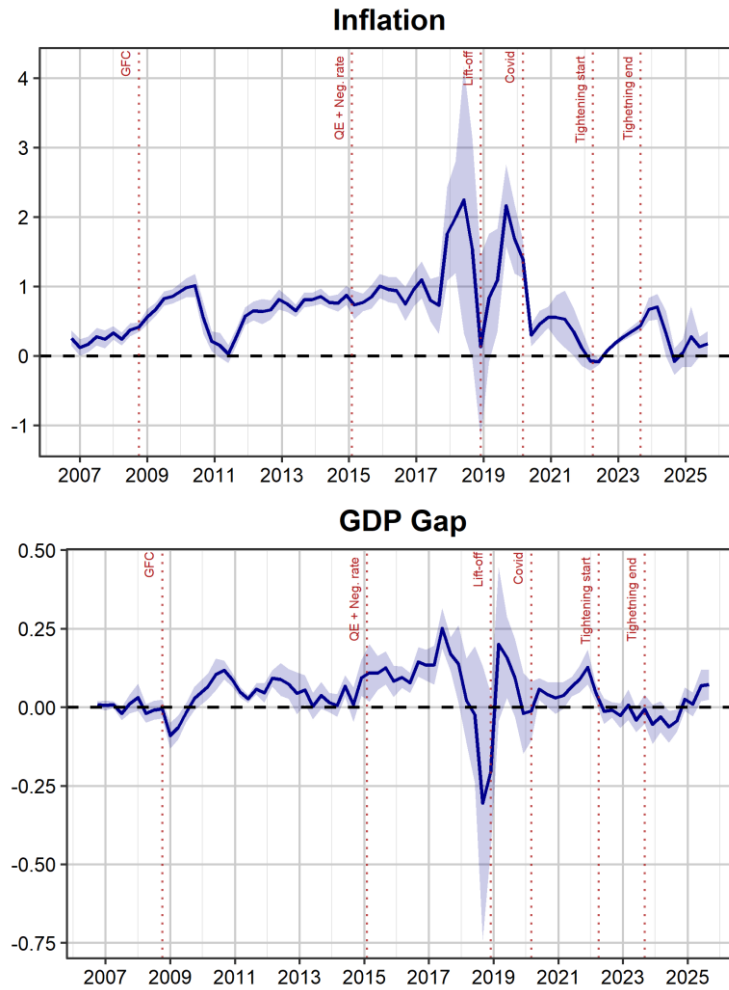 Inflation
GFC
QE + Neg. rate
Lift-off
Covid
Tightening start
Tighetning end
4
3
2
1
0
-1
2007 2009 2011 2013 2015 2017 2019 2021 2023 2025
GDP Gap
GFC
QE + Neg. rate
Lift-off
Covid
Tightening start
Tighetning end
0.50
0.25
0.00
-0.25
-0.50
-0.75
2007 2009 2011 2013 2015 2017 2019 2021 2023 2025